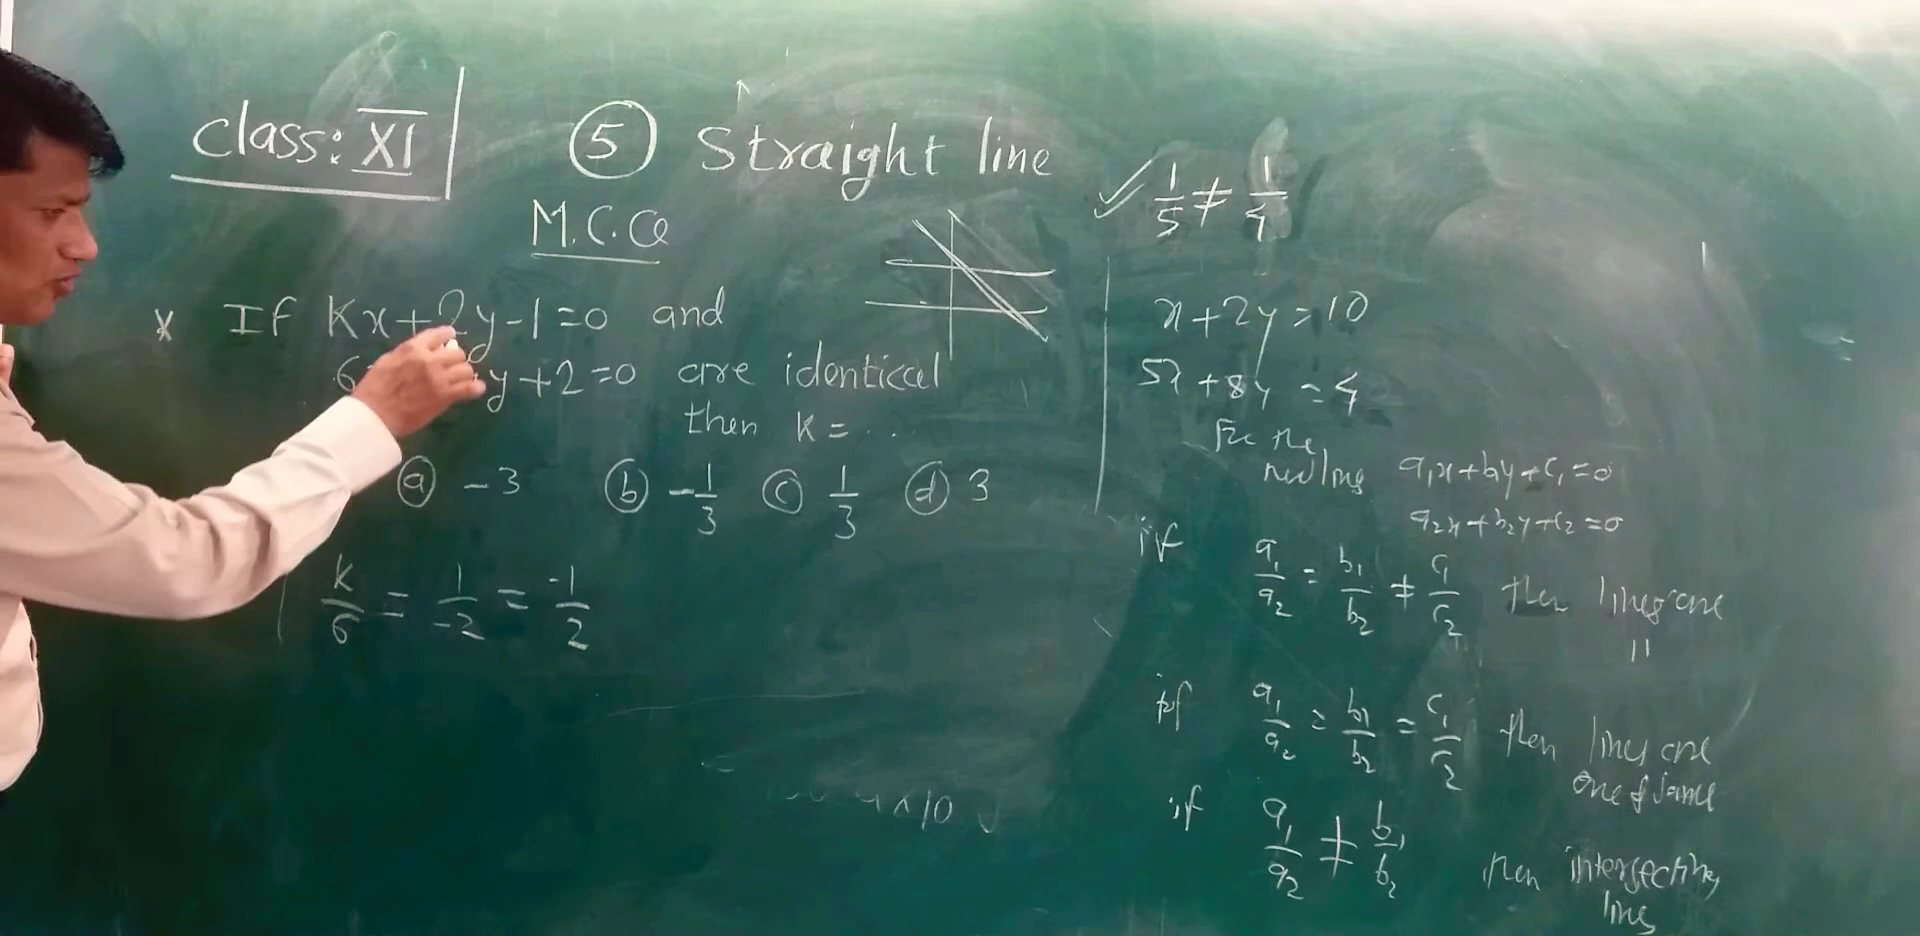 class: XI
⑤ Straight line
M.C.Q
x If Kx+2y-1=0 and
6 y+2=0 are identical
then k = ...
ⓐ -3 ⓑ -1/3 ⓒ 1/3 ⓓ 3
k/6 = 1/-2 = -1/2
✓ 1/5 ≠ 1/4
x+2y=10
5x+8y=4
For the
a₁x+by+c₁=0
a₂x+b₂y+c₂=0
if a₁/a₂ = b₁/b₂ ≠ c₁/c₂ then lines are
||
if a₁/a₂ = b₁/b₂ = c₁/c₂ then lines are
one & same
if a₁/a₂ ≠ b₁/b₂ then intersecting
lines